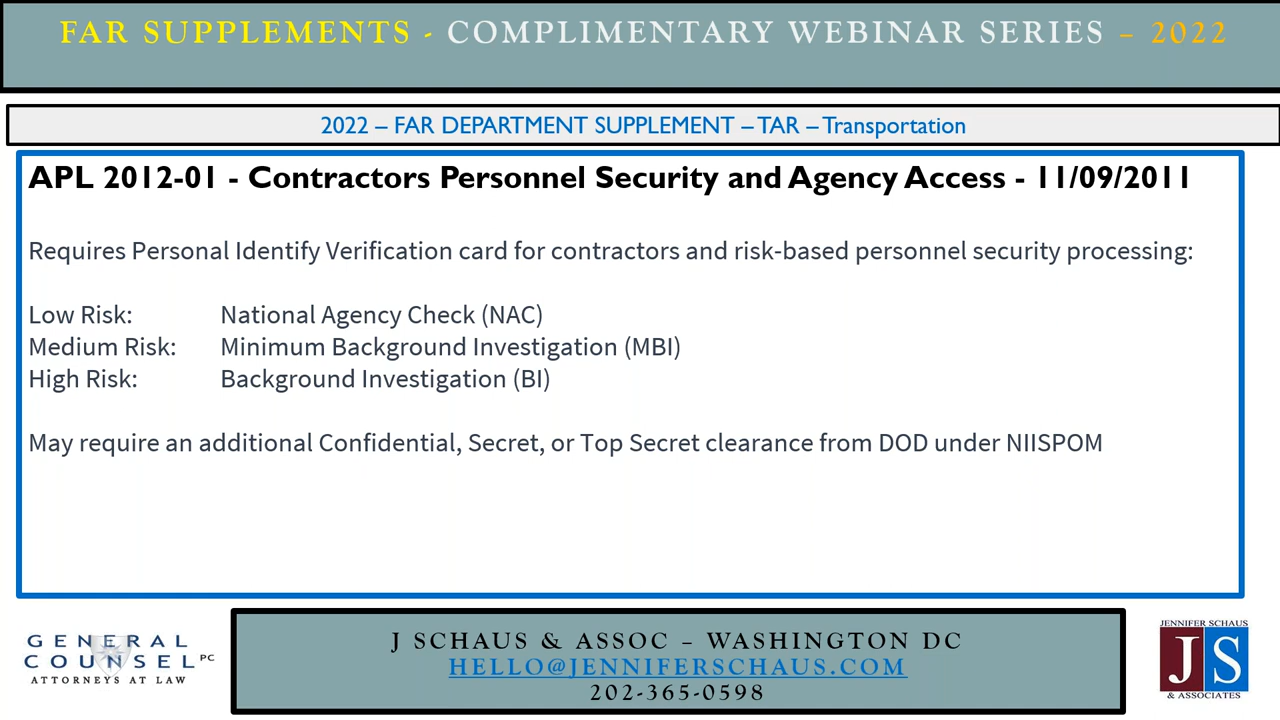 FAR SUPPLEMENTS - COMPLIMENTARY WEBINAR SERIES – 2022
2022 – FAR DEPARTMENT SUPPLEMENT – TAR – Transportation
APL 2012-01 - Contractors Personnel Security and Agency Access - 11/09/2011
Requires Personal Identify Verification card for contractors and risk-based personnel security processing:
Low Risk: National Agency Check (NAC)
Medium Risk: Minimum Background Investigation (MBI)
High Risk: Background Investigation (BI)
May require an additional Confidential, Secret, or Top Secret clearance from DOD under NIISPOM
GENERAL
COUNSEL PC
ATTORNEYS AT LAW
J SCHAUS & ASSOC – WASHINGTON DC
HELLO@JENNIFERSCHAUS.COM
202-365-0598
JENNIFER SCHAUS
JS
& ASSOCIATES